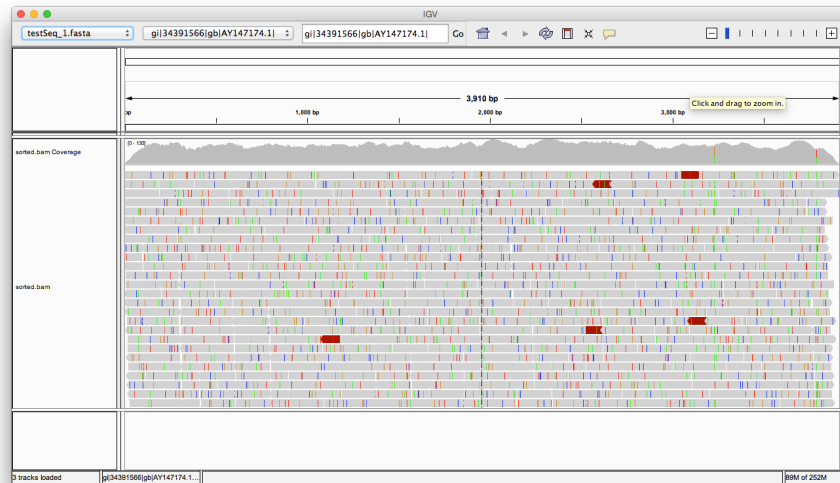 IGV
testSeq_1.fasta gi|34391566|gb|AY147174.1| gi|34391566|gb|AY147174.1| Go
3,910 bp
Click and drag to zoom in.
bp 1,000 bp 2,000 bp 3,000 bp
sorted.bam Coverage
sorted.bam
3 tracks loaded gi|34391566|gb|AY147174.1... 89M of 252M